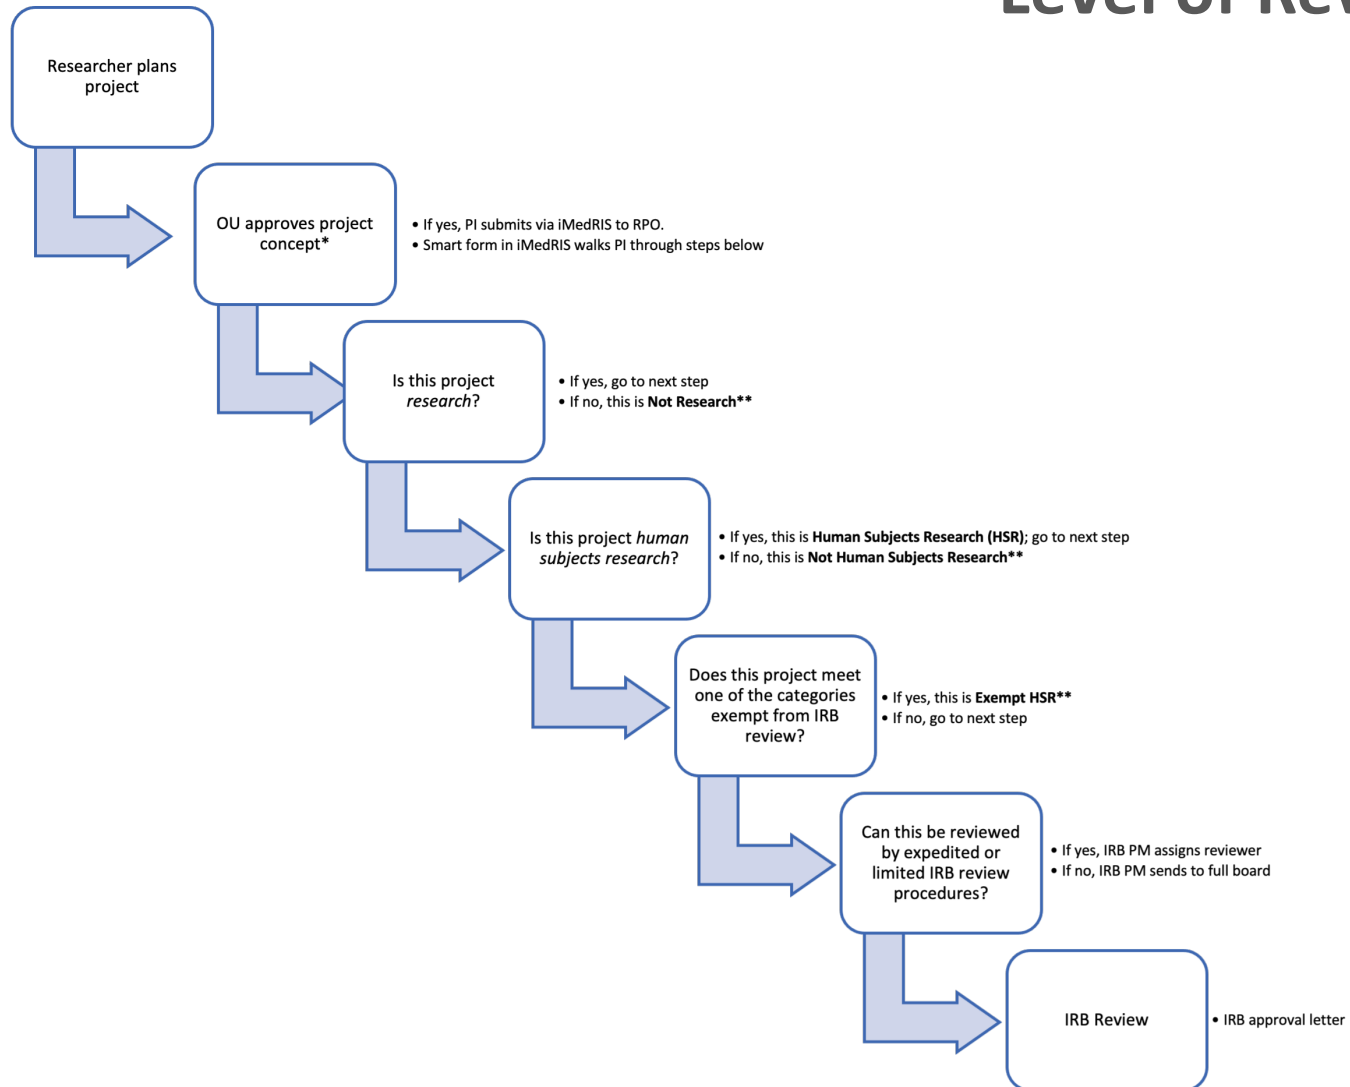 Level of Rev
Researcher plans
project
OU approves project
concept*
• If yes, PI submits via iMedRIS to RPO.
• Smart form in iMedRIS walks PI through steps below
Is this project
research?
• If yes, go to next step
• If no, this is Not Research**
Is this project human
subjects research?
• If yes, this is Human Subjects Research (HSR); go to next step
• If no, this is Not Human Subjects Research**
Does this project meet
one of the categories
exempt from IRB
review?
• If yes, this is Exempt HSR**
• If no, go to next step
Can this be reviewed
by expedited or
limited IRB review
procedures?
• If yes, IRB PM assigns reviewer
• If no, IRB PM sends to full board
IRB Review
• IRB approval letter